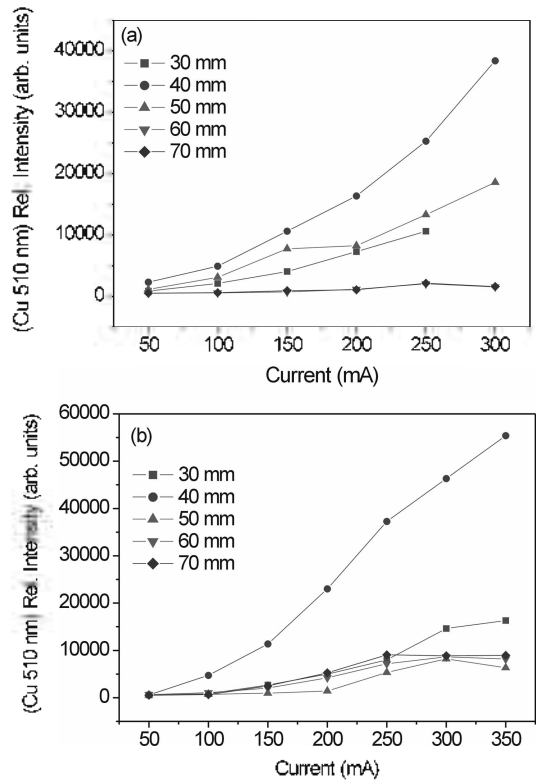 (a)
30 mm
40 mm
50 mm
60 mm
70 mm
(Cu 510 nm) Rel. Intensity (arb. units)
40000
30000
20000
10000
0
50 100 150 200 250 300
Current (mA)
(b)
30 mm
40 mm
50 mm
60 mm
70 mm
(Cu 510 nm) Rel. Intensity (arb. units)
60000
50000
40000
30000
20000
10000
0
50 100 150 200 250 300 350
Current (mA)